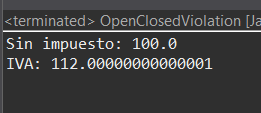 <terminated> OpenClosedViolation [Ja
Sin impuesto: 100.0
IVA: 112.00000000000001